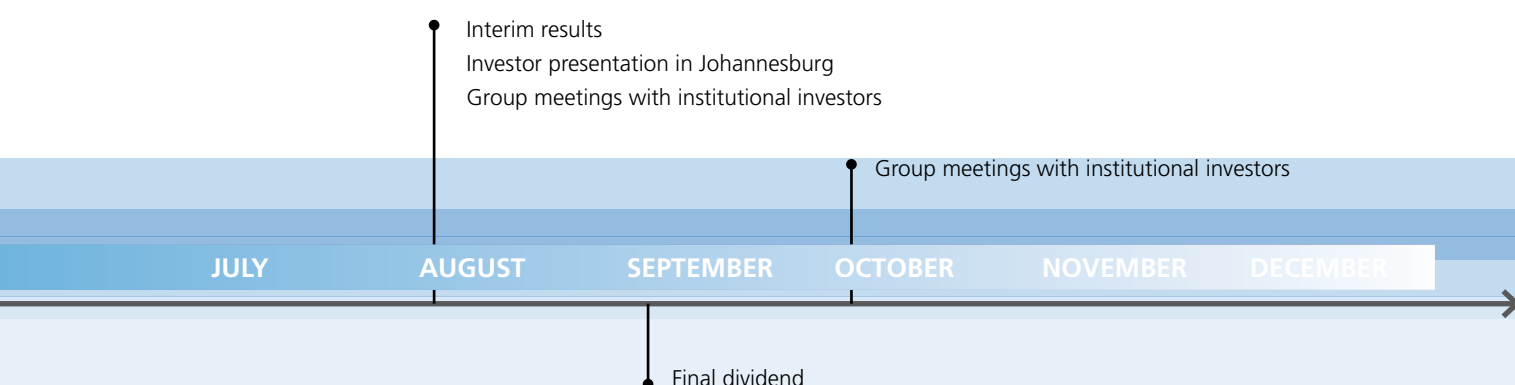 Interim results
Investor presentation in Johannesburg
Group meetings with institutional investors
Group meetings with institutional investors
JULY AUGUST SEPTEMBER OCTOBER NOVEMBER DECEMBER
Final dividend